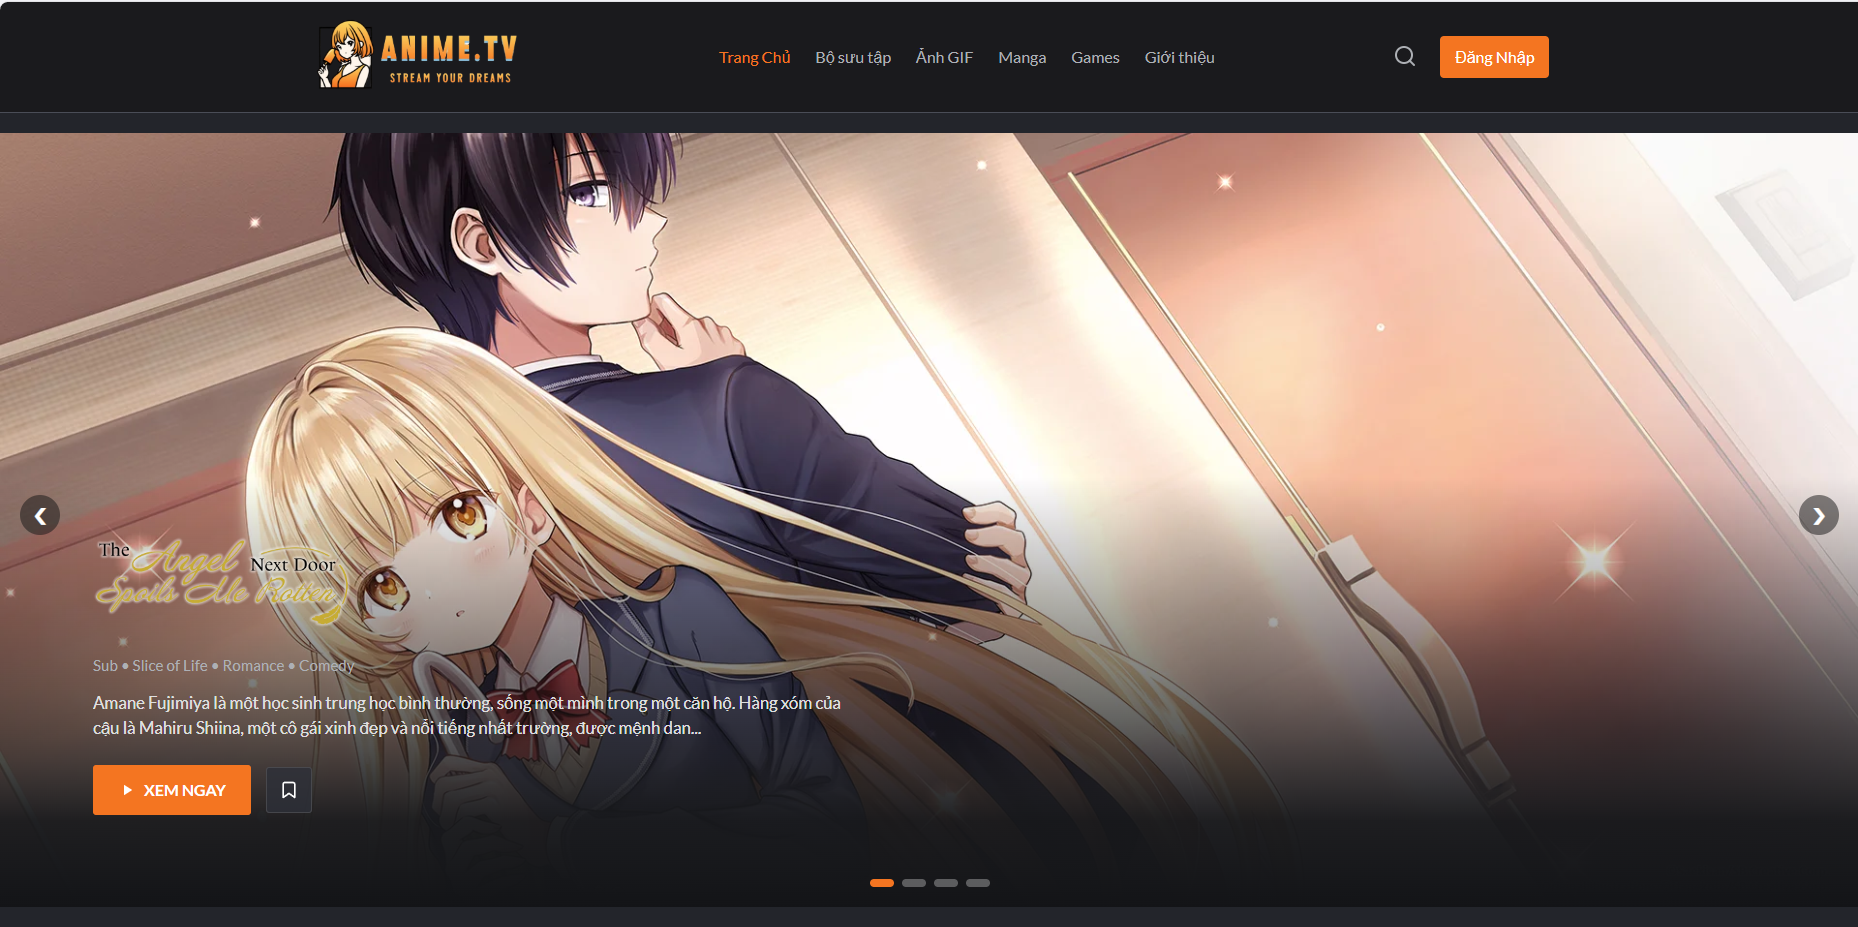 ANIME.TV
STREAM YOUR DREAMS
Trang Chủ Bộ sưu tập Ảnh GIF Manga Games Giới thiệu
Đăng Nhập
The Angel Next Door
Spoils Me Rotten
Sub • Slice of Life • Romance • Comedy
Amane Fujimiya là một học sinh trung học bình thường, sống một mình trong một căn hộ. Hàng xóm của
cậu là Mahiru Shiina, một cô gái xinh đẹp và nổi tiếng nhất trường, được mệnh dan...
XEM NGAY